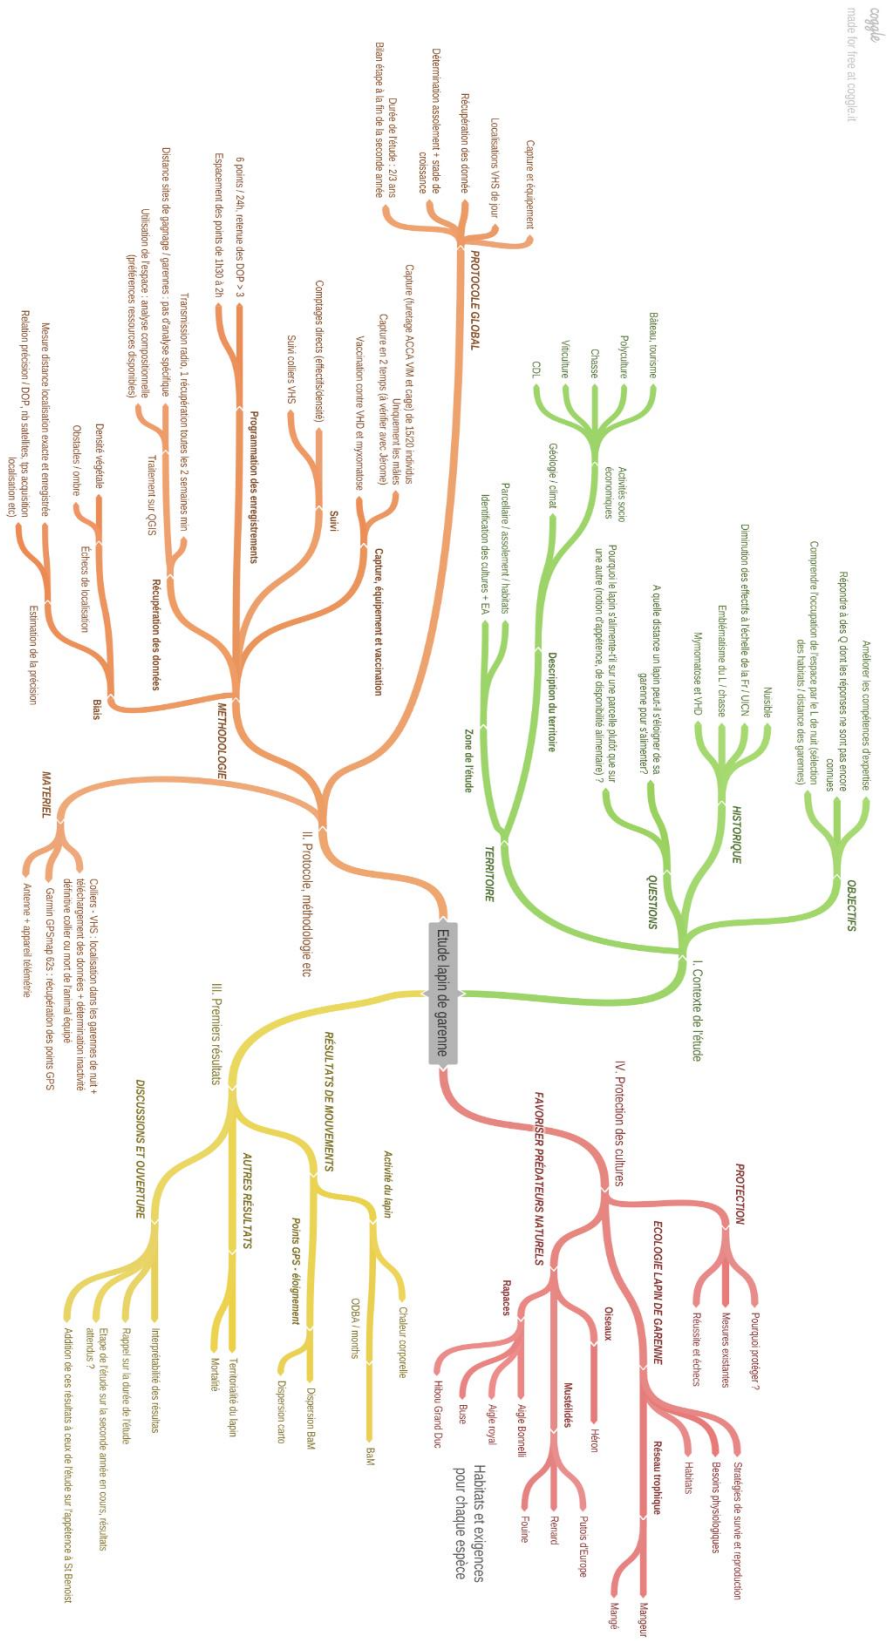 coggle
made for free at coggle.it
Etude lapin de garenne
I. Contexte de l'étude
OBJECTIFS
Améliorer les compétences d'expertise
Répondre à des Q dont les réponses ne sont pas encore
connues
Comprendre l'occupation de l'espace par le L de nuit (sélection
des habitats / distance des garennes)
HISTORIQUE
Nuisible
Diminution des effectifs à l'échelle de la Fr / UICN
Emblématisme du L / chasse
Mymomatose et VHD
QUESTIONS
A quelle distance un lapin peut-il s'éloigner de sa
garenne pour s'alimenter?
Pourquoi le lapin s'alimente-t'il sur une parcelle plutôt que sur
une autre (notion d'appétence, de disponibilité alimentaire) ?
TERRITOIRE
Description du territoire
Activités socio
économiques
Bâteau, tourisme
Polyculture
Chasse
Viticulture
CDL
Géologie / climat
Zone de l'étude
Parcellaire / assolement / habitats
Identification des cultures + EA
II. Protocole, méthodologie etc
PROTOCOLE GLOBAL
Capture et équipement
Localisations VHS de jour
Récupération des donnée
Détermination assolement + stade de
croissance
Durée de l'étude : 2/3 ans
Bilan étape à la fin de la seconde année
METHODOLOGIE
Capture, équipement et vaccination
Capture (furetage ACCA VIM et cage) de 15/20 individus
Uniquement les mâles
Capture en 2 temps (à vérifier avec Jérome)
Vaccination contre VHD et myxomatose
Suivi
Comptages directs (effectifs/densité)
Suivi colliers VHS
Programmation des enregistrements
6 points / 24h, retenue des DOP > 3
Espacement des points de 1h30 à 2h
Récupération des données
Transmission radio, 1 récupération toutes les 2 semaines min
Traitement sur QGIS
Distance sites de gagnage / garennes : pas d'analyse spécifique
Utilisation de l'espace : analyse compositionnelle
(préférences ressources disponibles)
Biais
Échecs de localisation
Densité végétale
Obstacles / ombre
Estimation de la précision
Mesure distance localisation exacte et enregistrée
Relation précision / DOP, nb satellites, tps acquisition
localisation etc)
MATERIEL
Colliers - VHS : localisation dans les garennes de nuit +
téléchargement des données + détermination inactivité
définitive collier ou mort de l'animal équipé
Garmin GPSmap 62s : récupération des points GPS
Antenne + appareil télémétrie
III. Premiers résultats
RÉSULTATS DE MOUVEMENTS
Activité du lapin
Chaleur corporelle
ODBA / months
BaM
Points GPS - éloignement
Dispersion BaM
Dispersion carto
AUTRES RÉSULTATS
Territorialité du lapin
Mortalité
DISCUSSIONS ET OUVERTURE
Interprétabilité des résultas
Rappel sur la durée de l'étude
Etape de l'étude sur la seconde année en cours, résultats
attendus ?
Addition de ces résultats à ceux de l'étude sur l'appétence à St Benoist
IV. Protection des cultures
PROTECTION
Pourquoi protéger ?
Mesures existantes
Réussite et échecs
ECOLOGIE LAPIN DE GARENNE
Stratégies de survie et reproduction
Besoins physiologiques
Habitats
Réseau trophique
Mangeur
Mangé
FAVORISER PRÉDATEURS NATURELS
Oiseaux
Héron
Mustélidés
Putois d'Europe
Renard
Fouine
Rapaces
Aigle Bonnelli
Aigle royal
Buse
Hibou Grand Duc
Habitats et exigences
pour chaque espèce